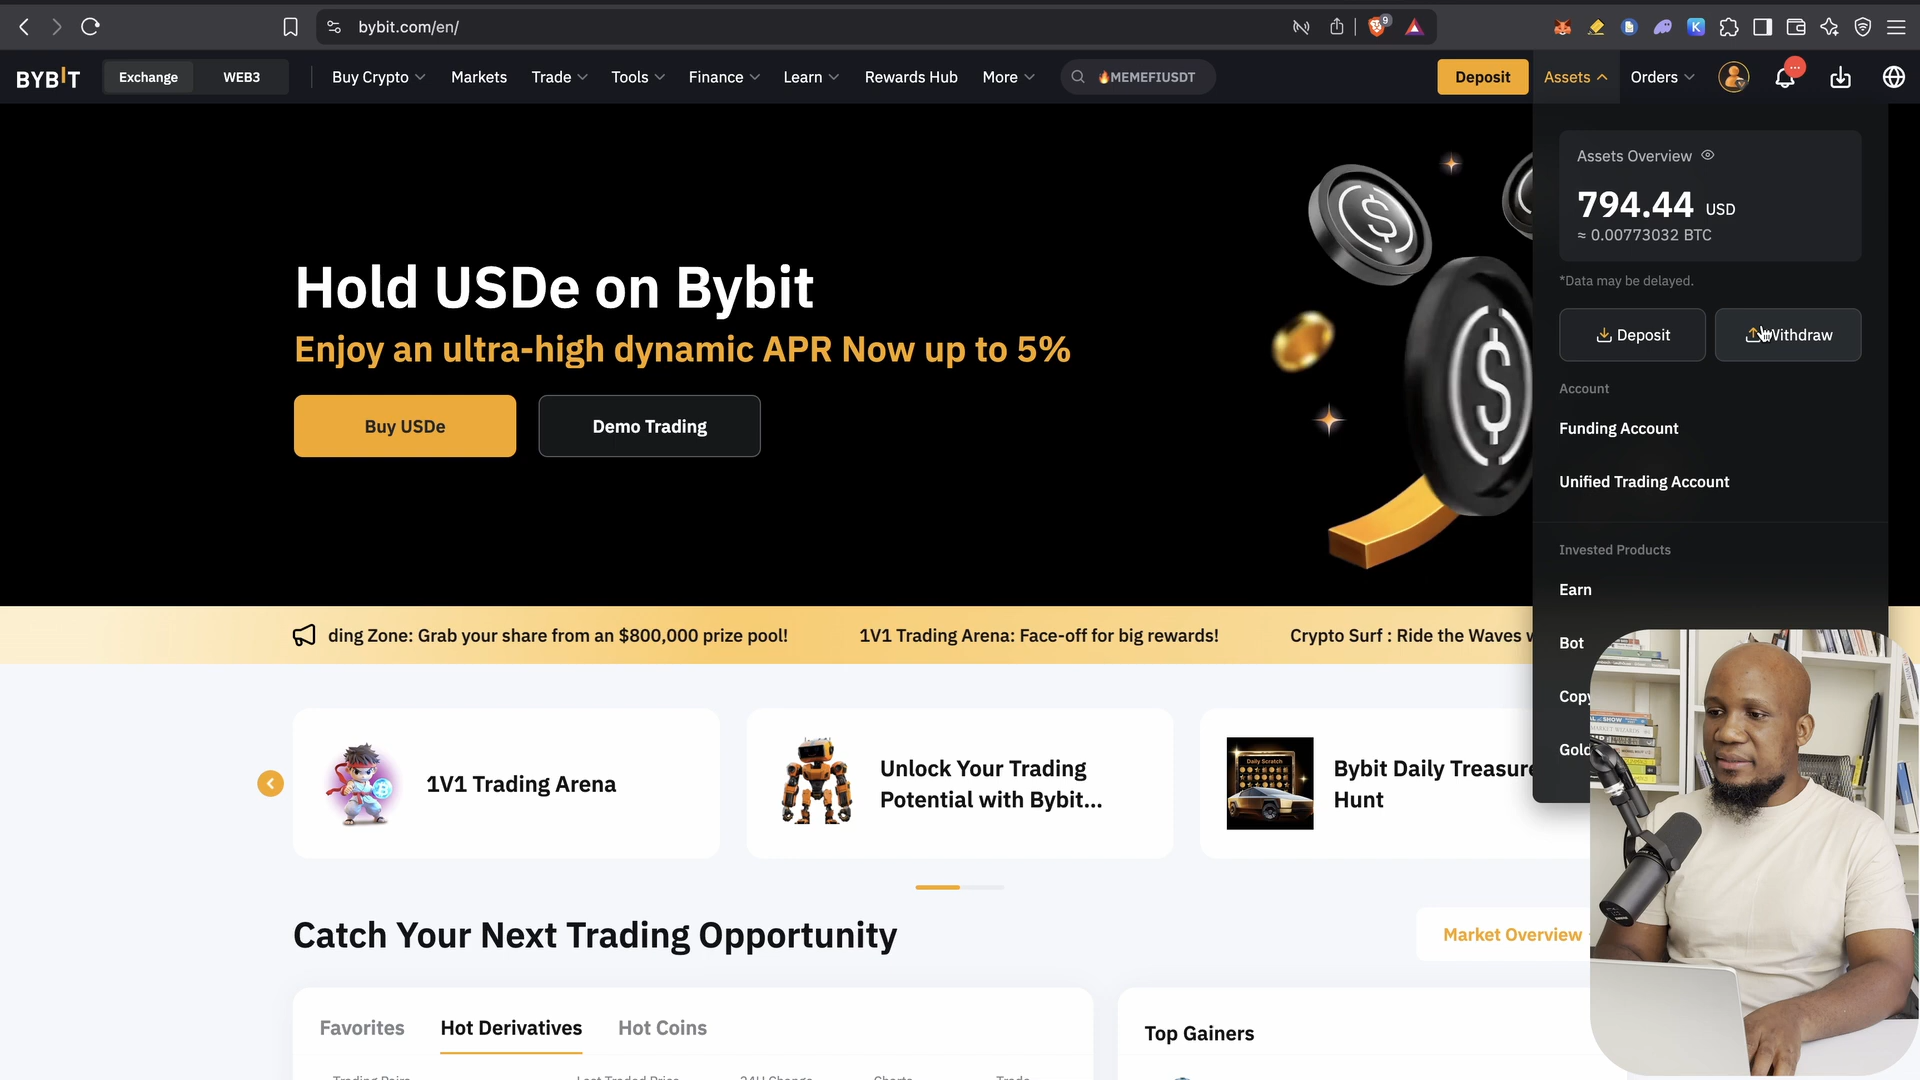 bybit.com/en/
9
K
BYBIT
Exchange
WEB3
Buy Crypto
Markets
Trade
Tools
Finance
Learn
Rewards Hub
More
🔥MEMEFIUSDT
Deposit
Assets
Orders
Assets Overview
794.44 USD
≈ 0.00773032 BTC
*Data may be delayed.
Deposit
Withdraw
Account
Funding Account
Unified Trading Account
Invested Products
Earn
Bot
Copy
Gold
Hold USDe on Bybit
Enjoy an ultra-high dynamic APR Now up to 5%
Buy USDe
Demo Trading
ding Zone: Grab your share from an $800,000 prize pool!
1V1 Trading Arena: Face-off for big rewards!
Crypto Surf : Ride the Waves
1V1 Trading Arena
Unlock Your Trading
Potential with Bybit...
Daily Scratch
Bybit Daily Treasure
Hunt
Catch Your Next Trading Opportunity
Market Overview
Favorites
Hot Derivatives
Hot Coins
Top Gainers